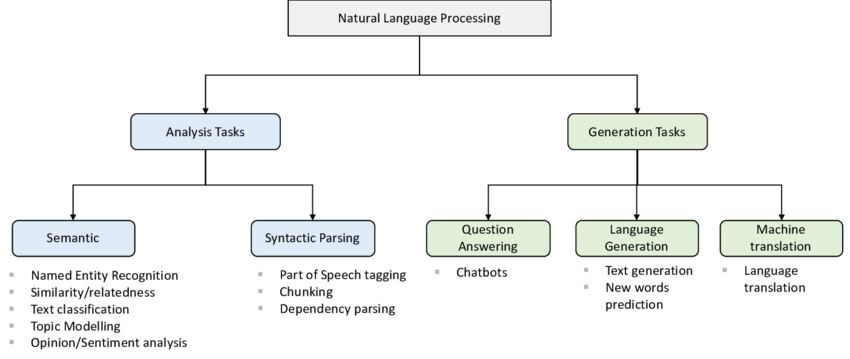 Natural Language Processing
Analysis Tasks
Generation Tasks
Semantic
Syntactic Parsing
Question
Answering
Language
Generation
Machine
translation
Named Entity Recognition
Similarity/relatedness
Text classification
Topic Modelling
Opinion/Sentiment analysis
Part of Speech tagging
Chunking
Dependency parsing
Chatbots
Text generation
New words
prediction
Language
translation